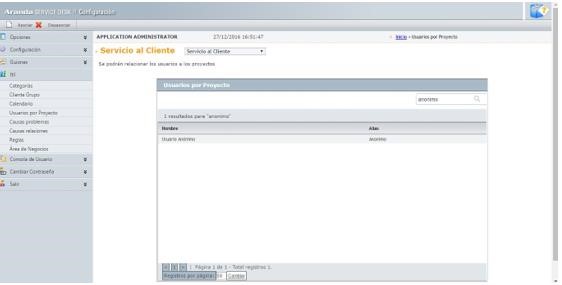 Aranda SERVICE DESK Configuración
Asociar Desasociar
Opciones
APPLICATION ADMINISTRATOR 27/12/2016 16:51:47 Inicio » Usuarios por Proyecto
Configuración
Servicio al Cliente Servicio al Cliente
Guiones
Se podrán relacionar los usuarios a los proyectos
Itil
Categorías
Cliente Grupo
Calendario
Usuarios por Proyecto
Causas problemas
Causas relaciones
Reglas
Área de Negocios
Consola de Usuario
Cambiar Contraseña
Salir
Usuarios por Proyecto
anonimo
1 resultados para 'anonimo'
Nombre Alias
Usuario Anónimo Anonimo
< 1 > | Página 1 de 1 - Total registros 1.
Registros por página: 50 Cambiar